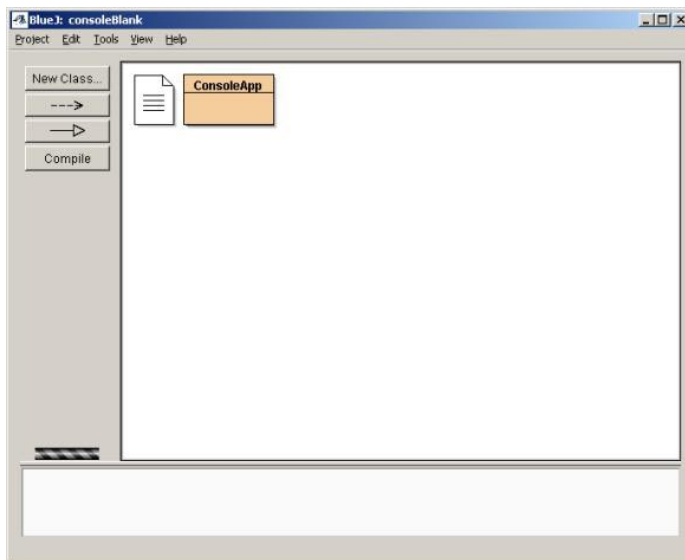 BlueJ: consoleBlank
Project Edit Tools View Help
New Class...
ConsoleApp
Compile